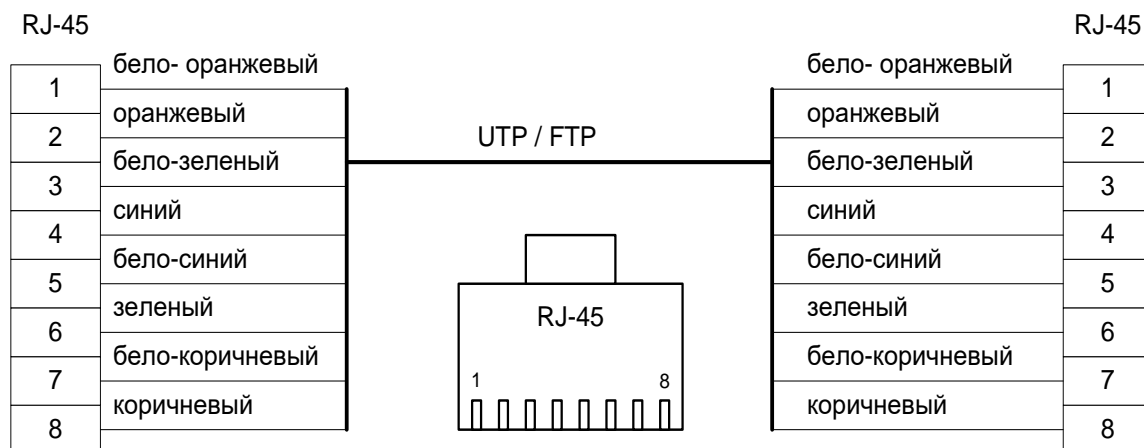 RJ-45 RJ-45
бело- оранжевый бело- оранжевый
1 1
оранжевый оранжевый
2 UTP / FTP 2
бело-зеленый бело-зеленый
3 3
синий синий
4 4
бело-синий бело-синий
5 5
зеленый RJ-45 зеленый
6 6
бело-коричневый бело-коричневый
7 1 8 7
коричневый коричневый
8 8